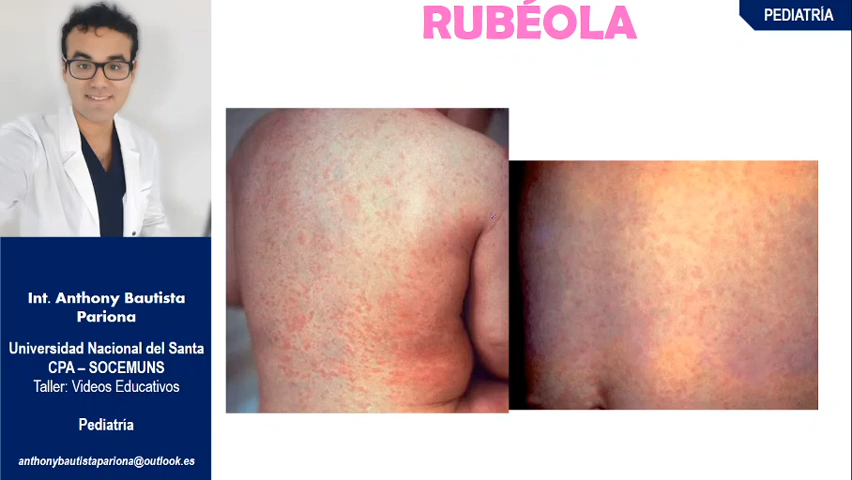 RUBÉOLA
PEDIATRÍA
Int. Anthony Bautista
Pariona
Universidad Nacional del Santa
CPA – SOCEMUNS
Taller: Videos Educativos
Pediatría
anthonybautistapariona@outlook.es